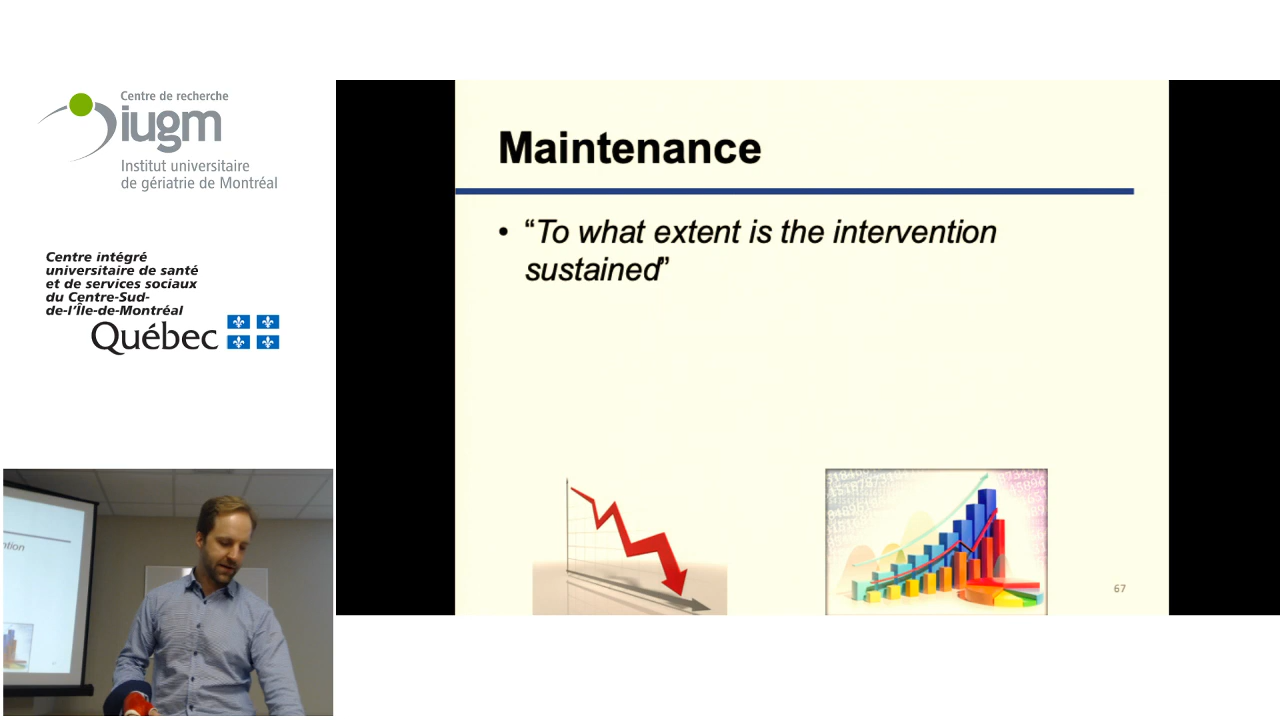 Centre de recherche
iugm
Institut universitaire
de gériatrie de Montréal
Centre intégré
universitaire de santé
et de services sociaux
du Centre-Sud-
de-l'Île-de-Montréal
Québec
Maintenance
• “To what extent is the intervention
sustained”
67